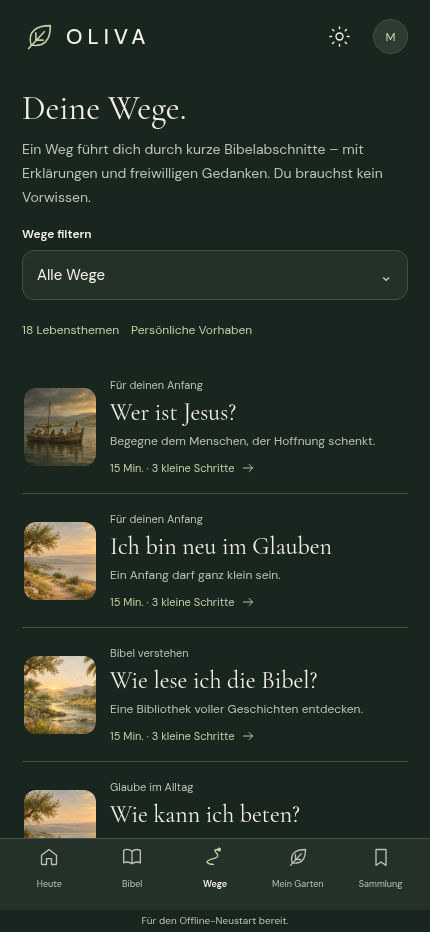 OLIVA
M
Deine Wege.
Ein Weg führt dich durch kurze Bibelabschnitte – mit
Erklärungen und freiwilligen Gedanken. Du brauchst kein
Vorwissen.
Wege filtern
Alle Wege
18 Lebensthemen Persönliche Vorhaben
Für deinen Anfang
Wer ist Jesus?
Begegne dem Menschen, der Hoffnung schenkt.
15 Min. · 3 kleine Schritte →
Für deinen Anfang
Ich bin neu im Glauben
Ein Anfang darf ganz klein sein.
15 Min. · 3 kleine Schritte →
Bibel verstehen
Wie lese ich die Bibel?
Eine Bibliothek voller Geschichten entdecken.
15 Min. · 3 kleine Schritte →
Glaube im Alltag
Wie kann ich beten?
Heute Bibel Wege Mein Garten Sammlung
Für den Offline-Neustart bereit.